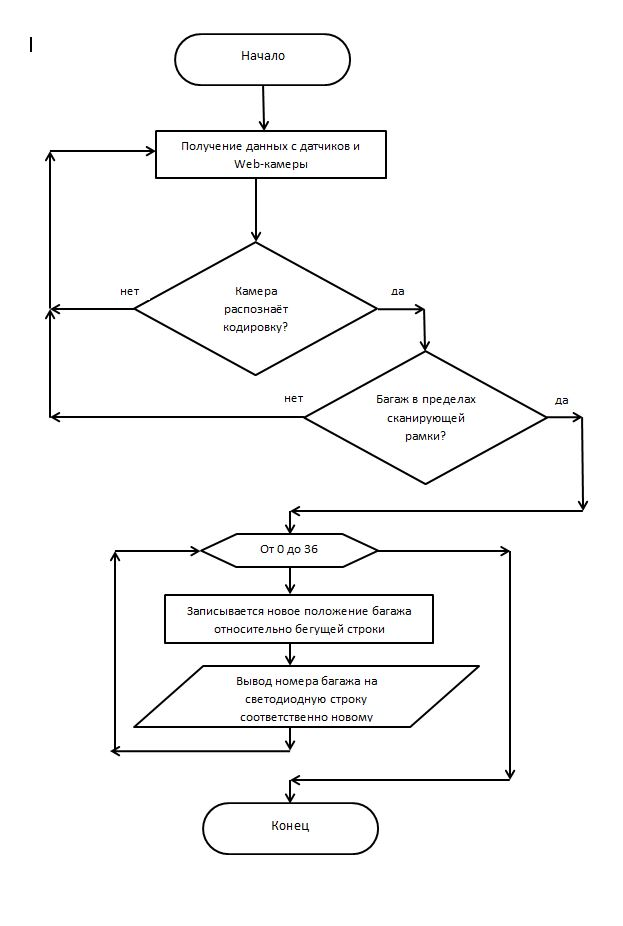 Начало
Получение данных с датчиков и
Web-камеры
нет
Камера
распознаёт
кодировку?
да
нет
Багаж в пределах
сканирующей
рамки?
да
От 0 до 36
Записывается новое положение багажа
относительно бегущей строки
Вывод номера багажа на
светодиодную строку
соответственно новому
Конец